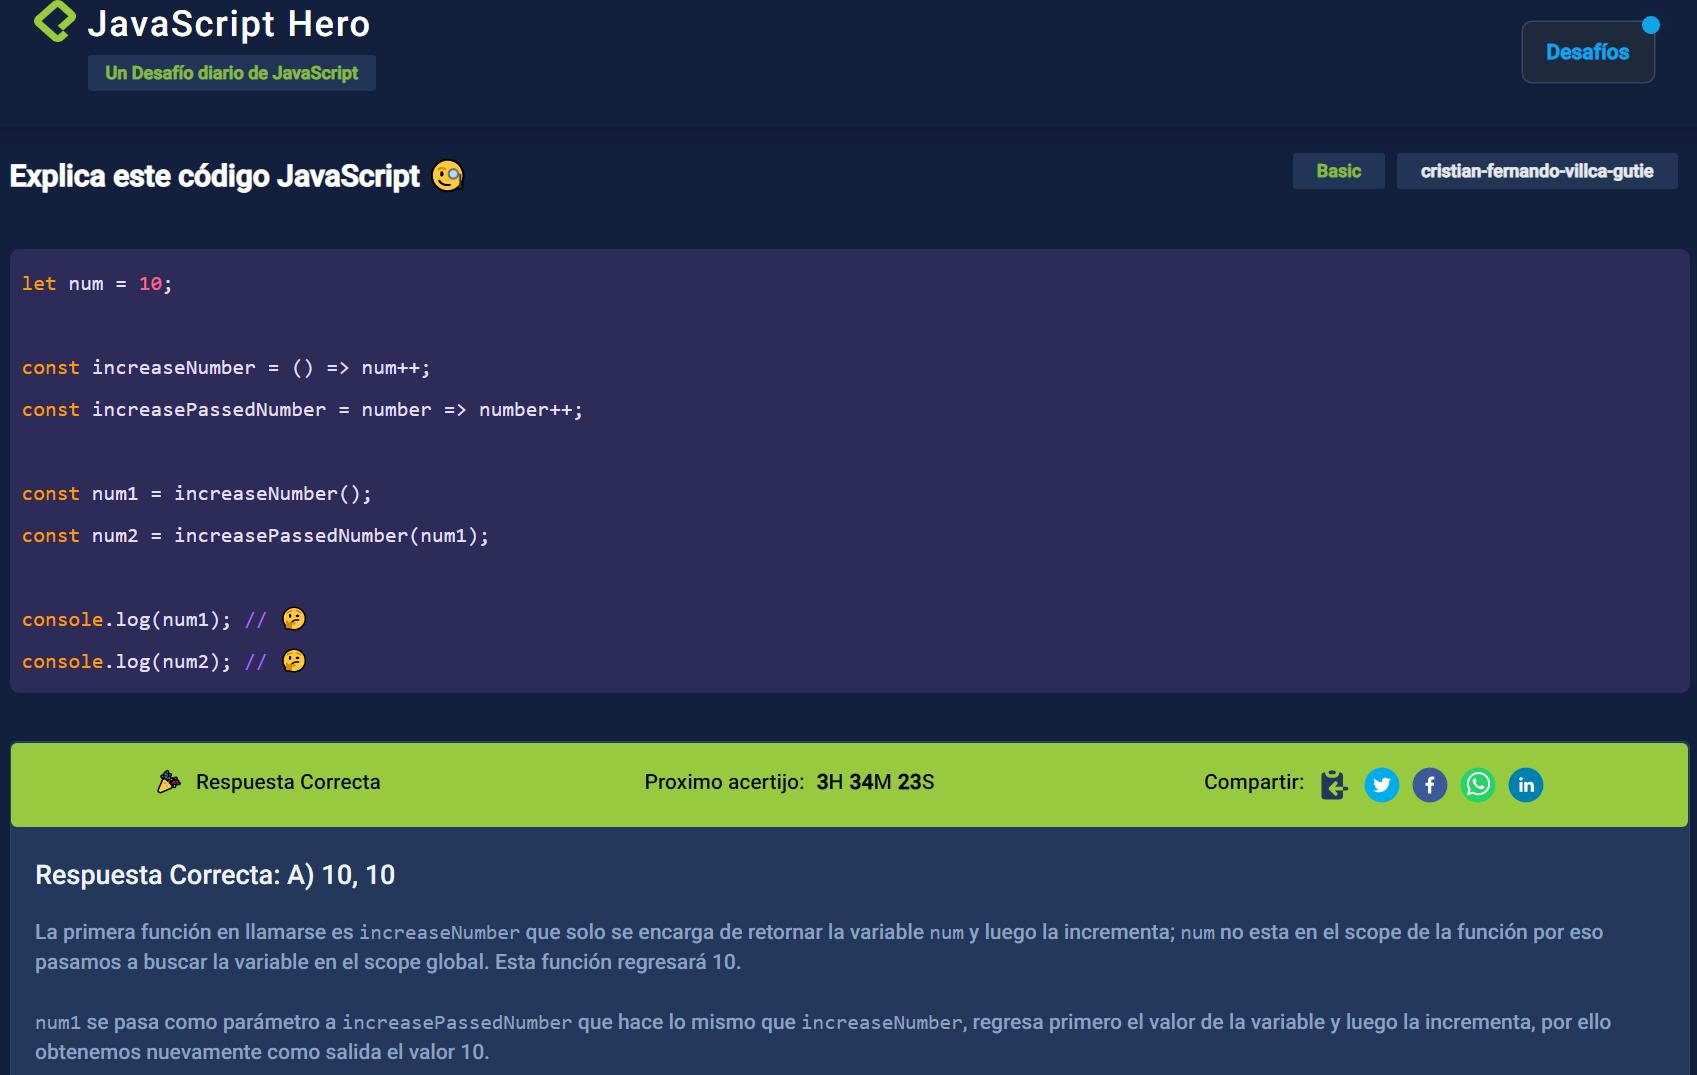 JavaScript Hero
Un Desafío diario de JavaScript
Desafíos
Explica este código JavaScript 🧐
Basic
cristian-fernando-villca-gutie
let num = 10;
const increaseNumber = () => num++;
const increasePassedNumber = number => number++;
const num1 = increaseNumber();
const num2 = increasePassedNumber(num1);
console.log(num1); // 🤔
console.log(num2); // 🤔
🎉 Respuesta Correcta
Proximo acertijo: 3H 34M 23S
Compartir:
Respuesta Correcta: A) 10, 10
La primera función en llamarse es increaseNumber que solo se encarga de retornar la variable num y luego la incrementa; num no esta en el scope de la función por eso
pasamos a buscar la variable en el scope global. Esta función regresará 10.
num1 se pasa como parámetro a increasePassedNumber que hace lo mismo que increaseNumber, regresa primero el valor de la variable y luego la incrementa, por ello
obtenemos nuevamente como salida el valor 10.